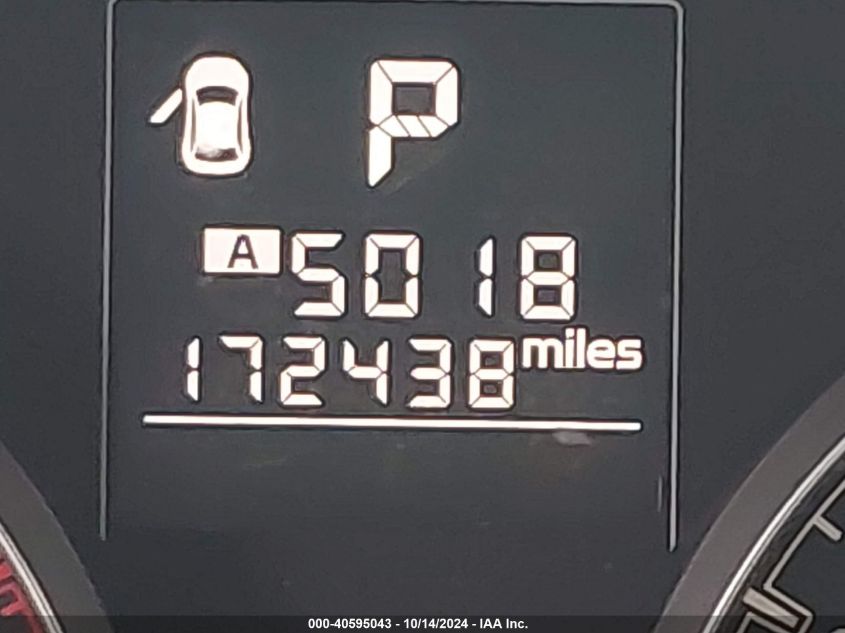 P
A 5018
172438 miles
000-40595043 - 10/14/2024 - IAA Inc.